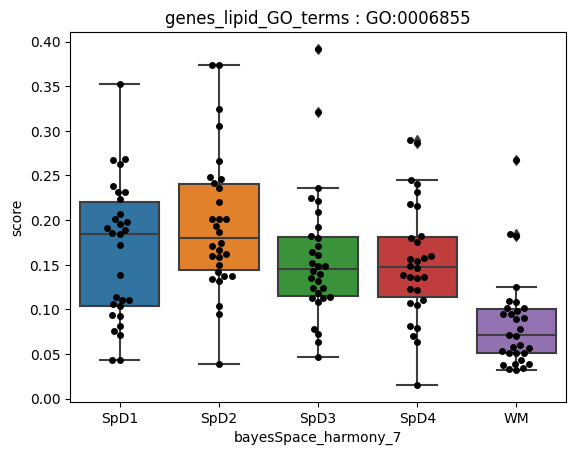 genes_lipid_GO_terms : GO:0006855
0.40
0.35
0.30
0.25
0.20
0.15
0.10
0.05
0.00
score
SpD1 SpD2 SpD3 SpD4 WM
bayesSpace_harmony_7